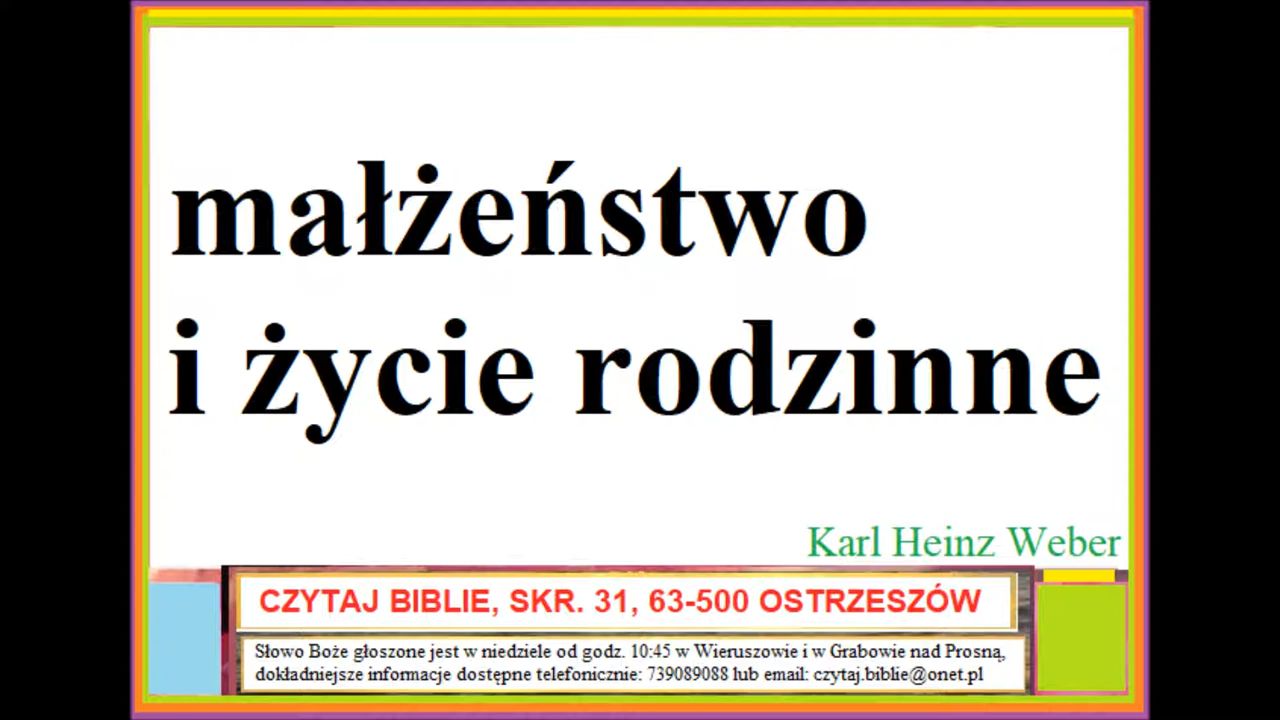 małżeństwo
i życie rodzinne
Karl Heinz Weber
CZYTAJ BIBLIE, SKR. 31, 63-500 OSTRZESZÓW
Słowo Boże głoszone jest w niedziele od godz. 10:45 w Wieruszowie i w Grabowie nad Prosną,
dokładniejsze informacje dostępne telefonicznie: 739089088 lub email: czytaj.biblie@onet.pl